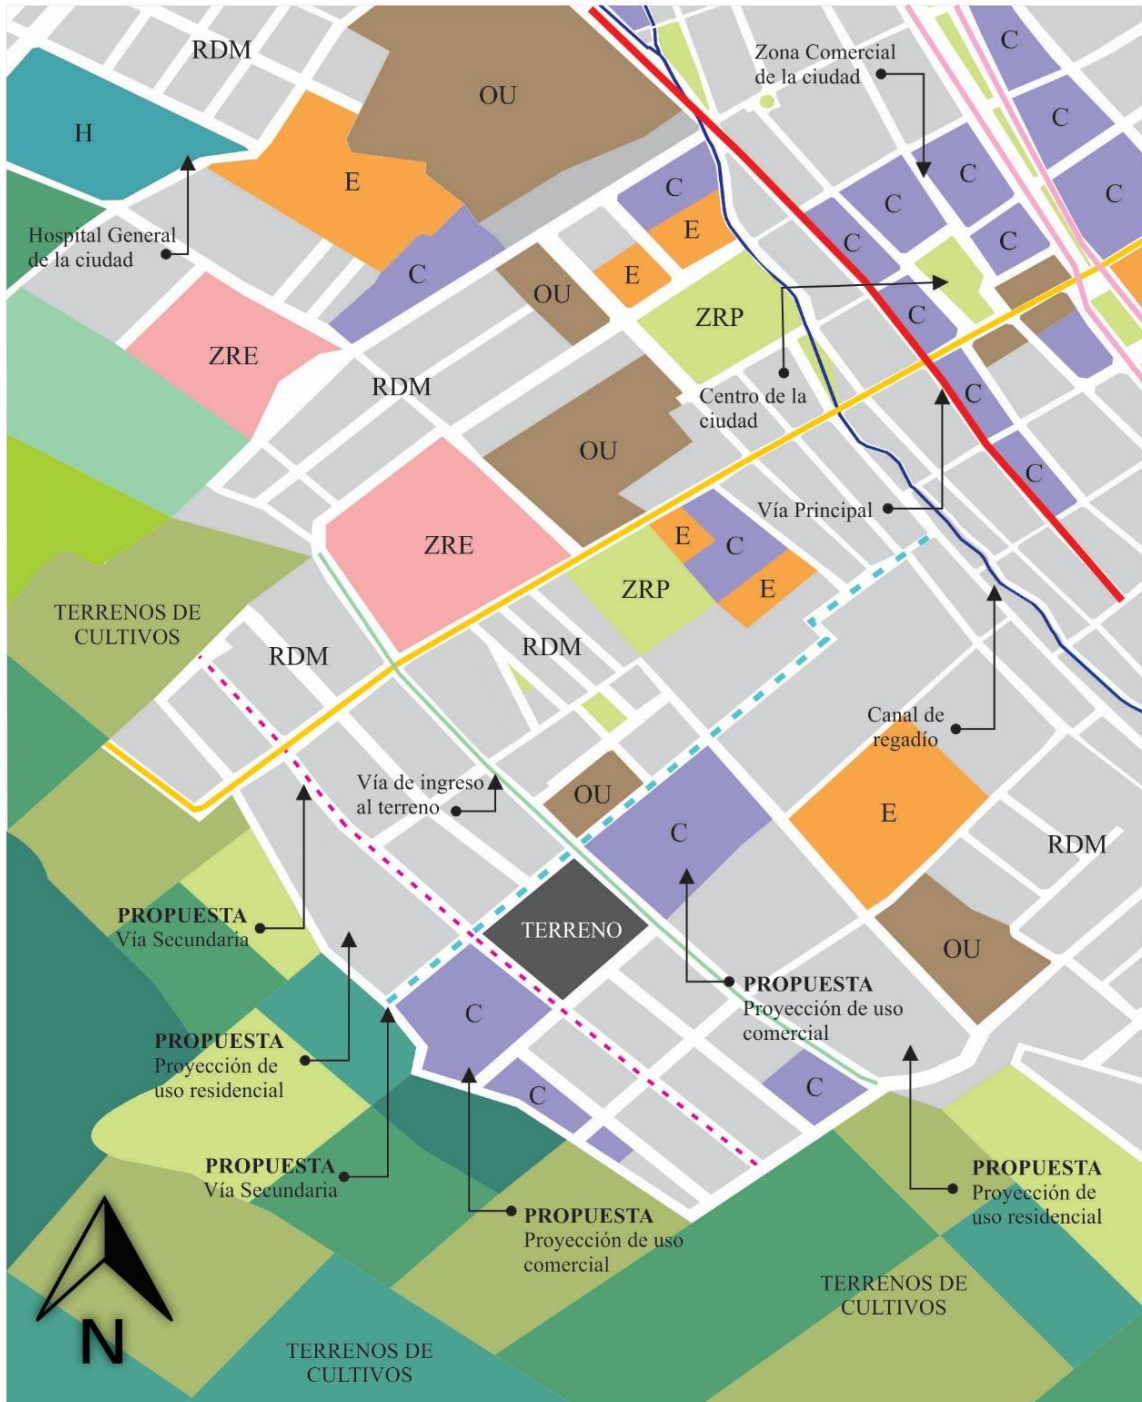 C
RDM
Zona Comercial
de la ciudad
OU
C
H
C
E
C
C
C
E
C
C
Hospital General
de la ciudad
C
E
OU
C
ZRP
ZRE
RDM
Centro de la
ciudad
C
OU
C
Vía Principal
E
C
ZRE
ZRP
E
TERRENOS DE
CULTIVOS
RDM
RDM
Canal de
regadío
Vía de ingreso
al terreno
OU
C
E
RDM
PROPUESTA
Vía Secundaria
TERRENO
OU
PROPUESTA
Proyección de uso
comercial
C
PROPUESTA
Proyección de
uso residencial
C
C
PROPUESTA
Vía Secundaria
PROPUESTA
Proyección de
uso residencial
PROPUESTA
Proyección de uso
comercial
TERRENOS DE
CULTIVOS
N
TERRENOS DE
CULTIVOS